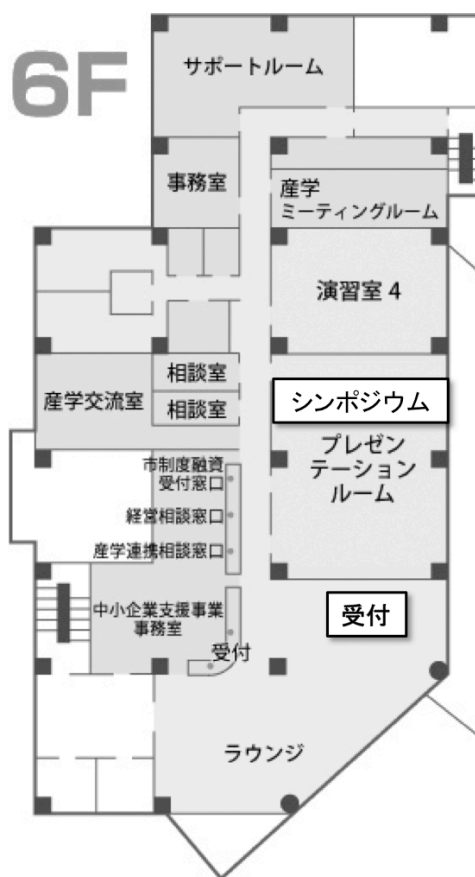 6F
サポートルーム
事務室
産学
ミーティングルーム
演習室 4
相談室
産学交流室
相談室
シンポジウム
プレゼン
テーション
ルーム
市制度融資
受付窓口
経営相談窓口
産学連携相談窓口
中小企業支援事業
事務室
受付
受付
ラウンジ